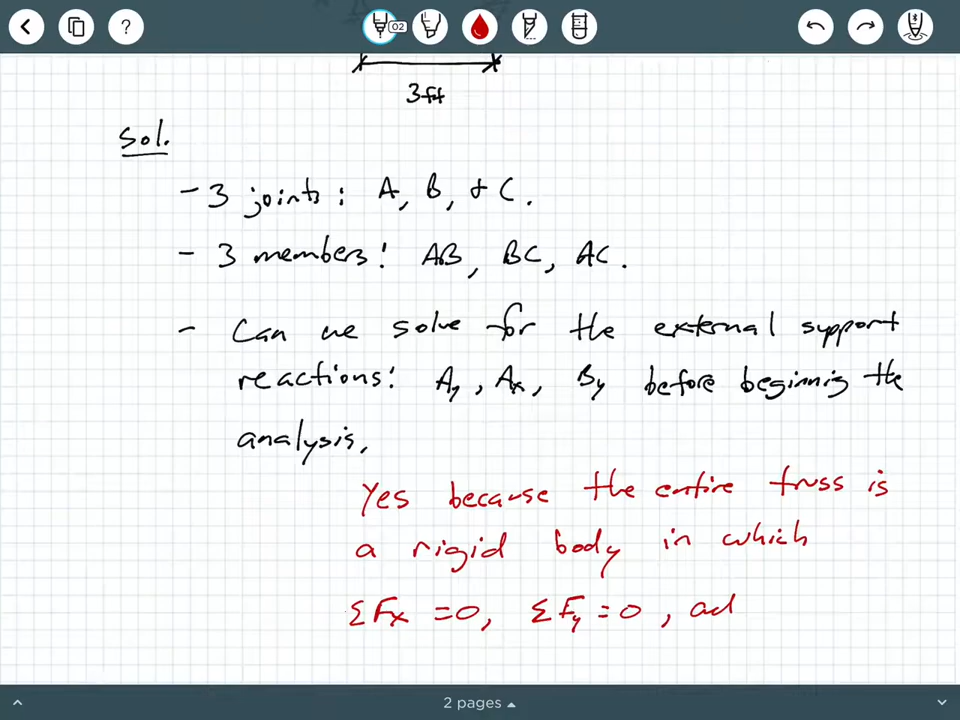 ?
02
3ft
Sol.
- 3 joints: A, B, & C.
- 3 members: AB, BC, AC.
- Can we solve for the external support
reactions: Ay, Ax, By before beginning the
analysis,
Yes because the entire truss is
a rigid body in which
ΣFx = 0, ΣFy = 0, ad
2 pages